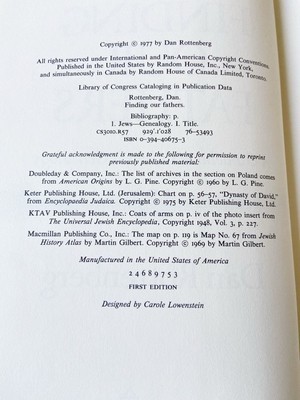 Copyright © 1977 by Dan Rottenberg
All rights reserved under International and Pan-American Copyright Conventions
Published in the United States by Random House, Inc., New York,
and simultaneously in Canada by Random House of Canada Limited, Toronto.
Library of Congress Cataloging in Publication Data
Rottenberg, Dan.
Finding our fathers.
Bibliography: p.
1. Jews—Genealogy. I. Title.
CS3010.R57 929'.1'028 76-53493
ISBN 0-394-40675-3
Grateful acknowledgment is made to the following for permission to reprint
previously published material:
Doubleday & Company, Inc.: The list of archives in the section on Poland comes
from American Origins by L. G. Pine. Copyright © 1960 by L. G. Pine.
Keter Publishing House, Ltd. (Jerusalem): Chart on p. 56–57, "Dynasty of David,"
from Encyclopaedia Judaica. Copyright © 1975 by Keter Publishing House, Ltd.
KTAV Publishing House, Inc.: Coats of arms on p. iv of the photo insert from
The Universal Jewish Encyclopedia, Copyright 1948, Vol. 3, p. 227.
Macmillan Publishing Co., Inc.: The map on p. 119 is Map No. 67 from Jewish
History Atlas by Martin Gilbert. Copyright © 1969 by Martin Gilbert.
Manufactured in the United States of America
2 4 6 8 9 7 5 3
FIRST EDITION
Designed by Carole Lowenstein